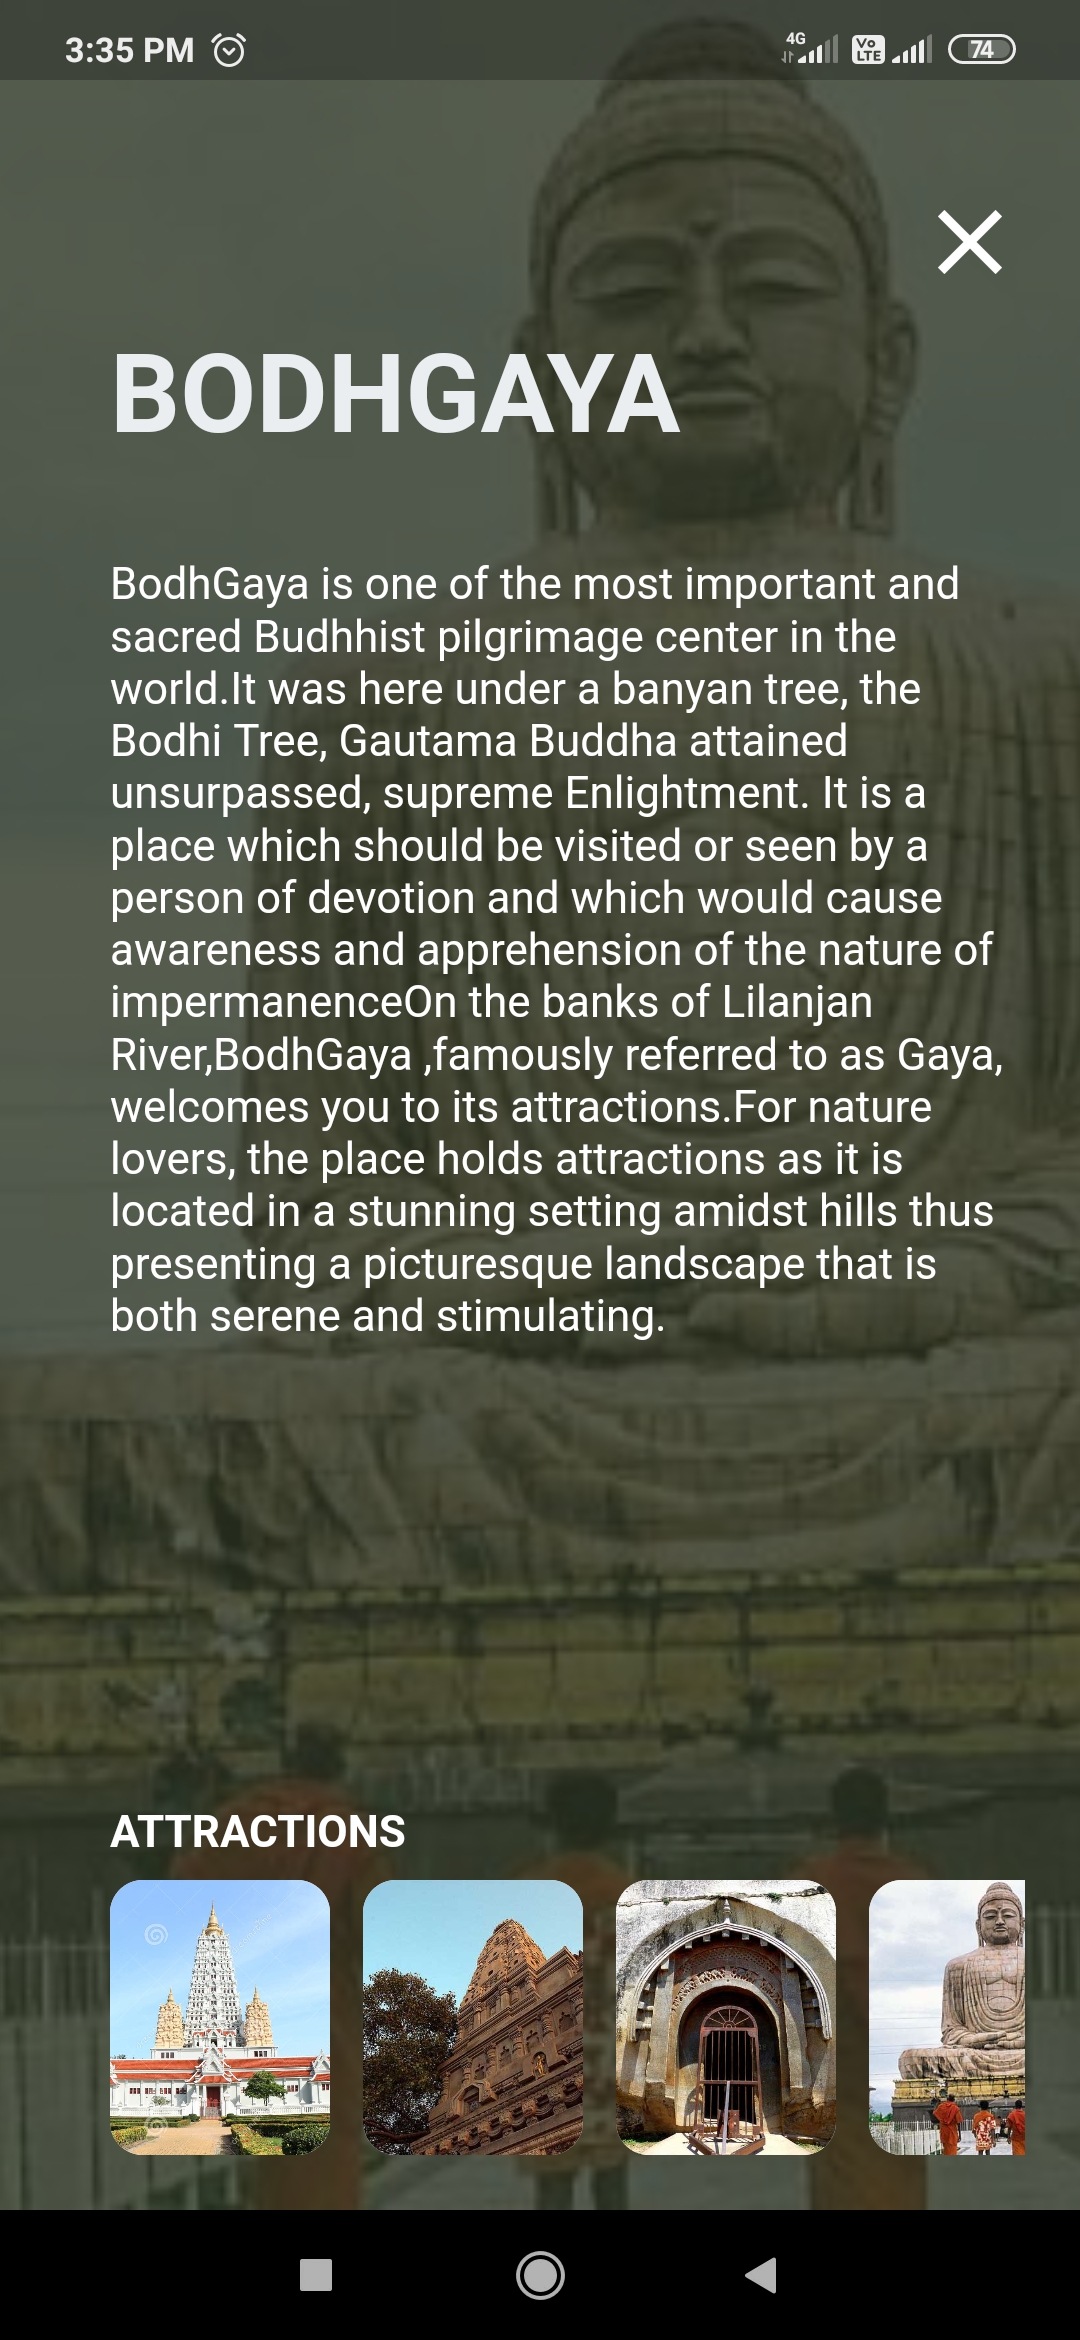 3:35 PM
4G
Vo
LTE
74
BODHGAYA
BodhGaya is one of the most important and
sacred Budhhist pilgrimage center in the
world.It was here under a banyan tree, the
Bodhi Tree, Gautama Buddha attained
unsurpassed, supreme Enlightment. It is a
place which should be visited or seen by a
person of devotion and which would cause
awareness and apprehension of the nature of
impermanenceOn the banks of Lilanjan
River,BodhGaya ,famously referred to as Gaya,
welcomes you to its attractions.For nature
lovers, the place holds attractions as it is
located in a stunning setting amidst hills thus
presenting a picturesque landscape that is
both serene and stimulating.
ATTRACTIONS